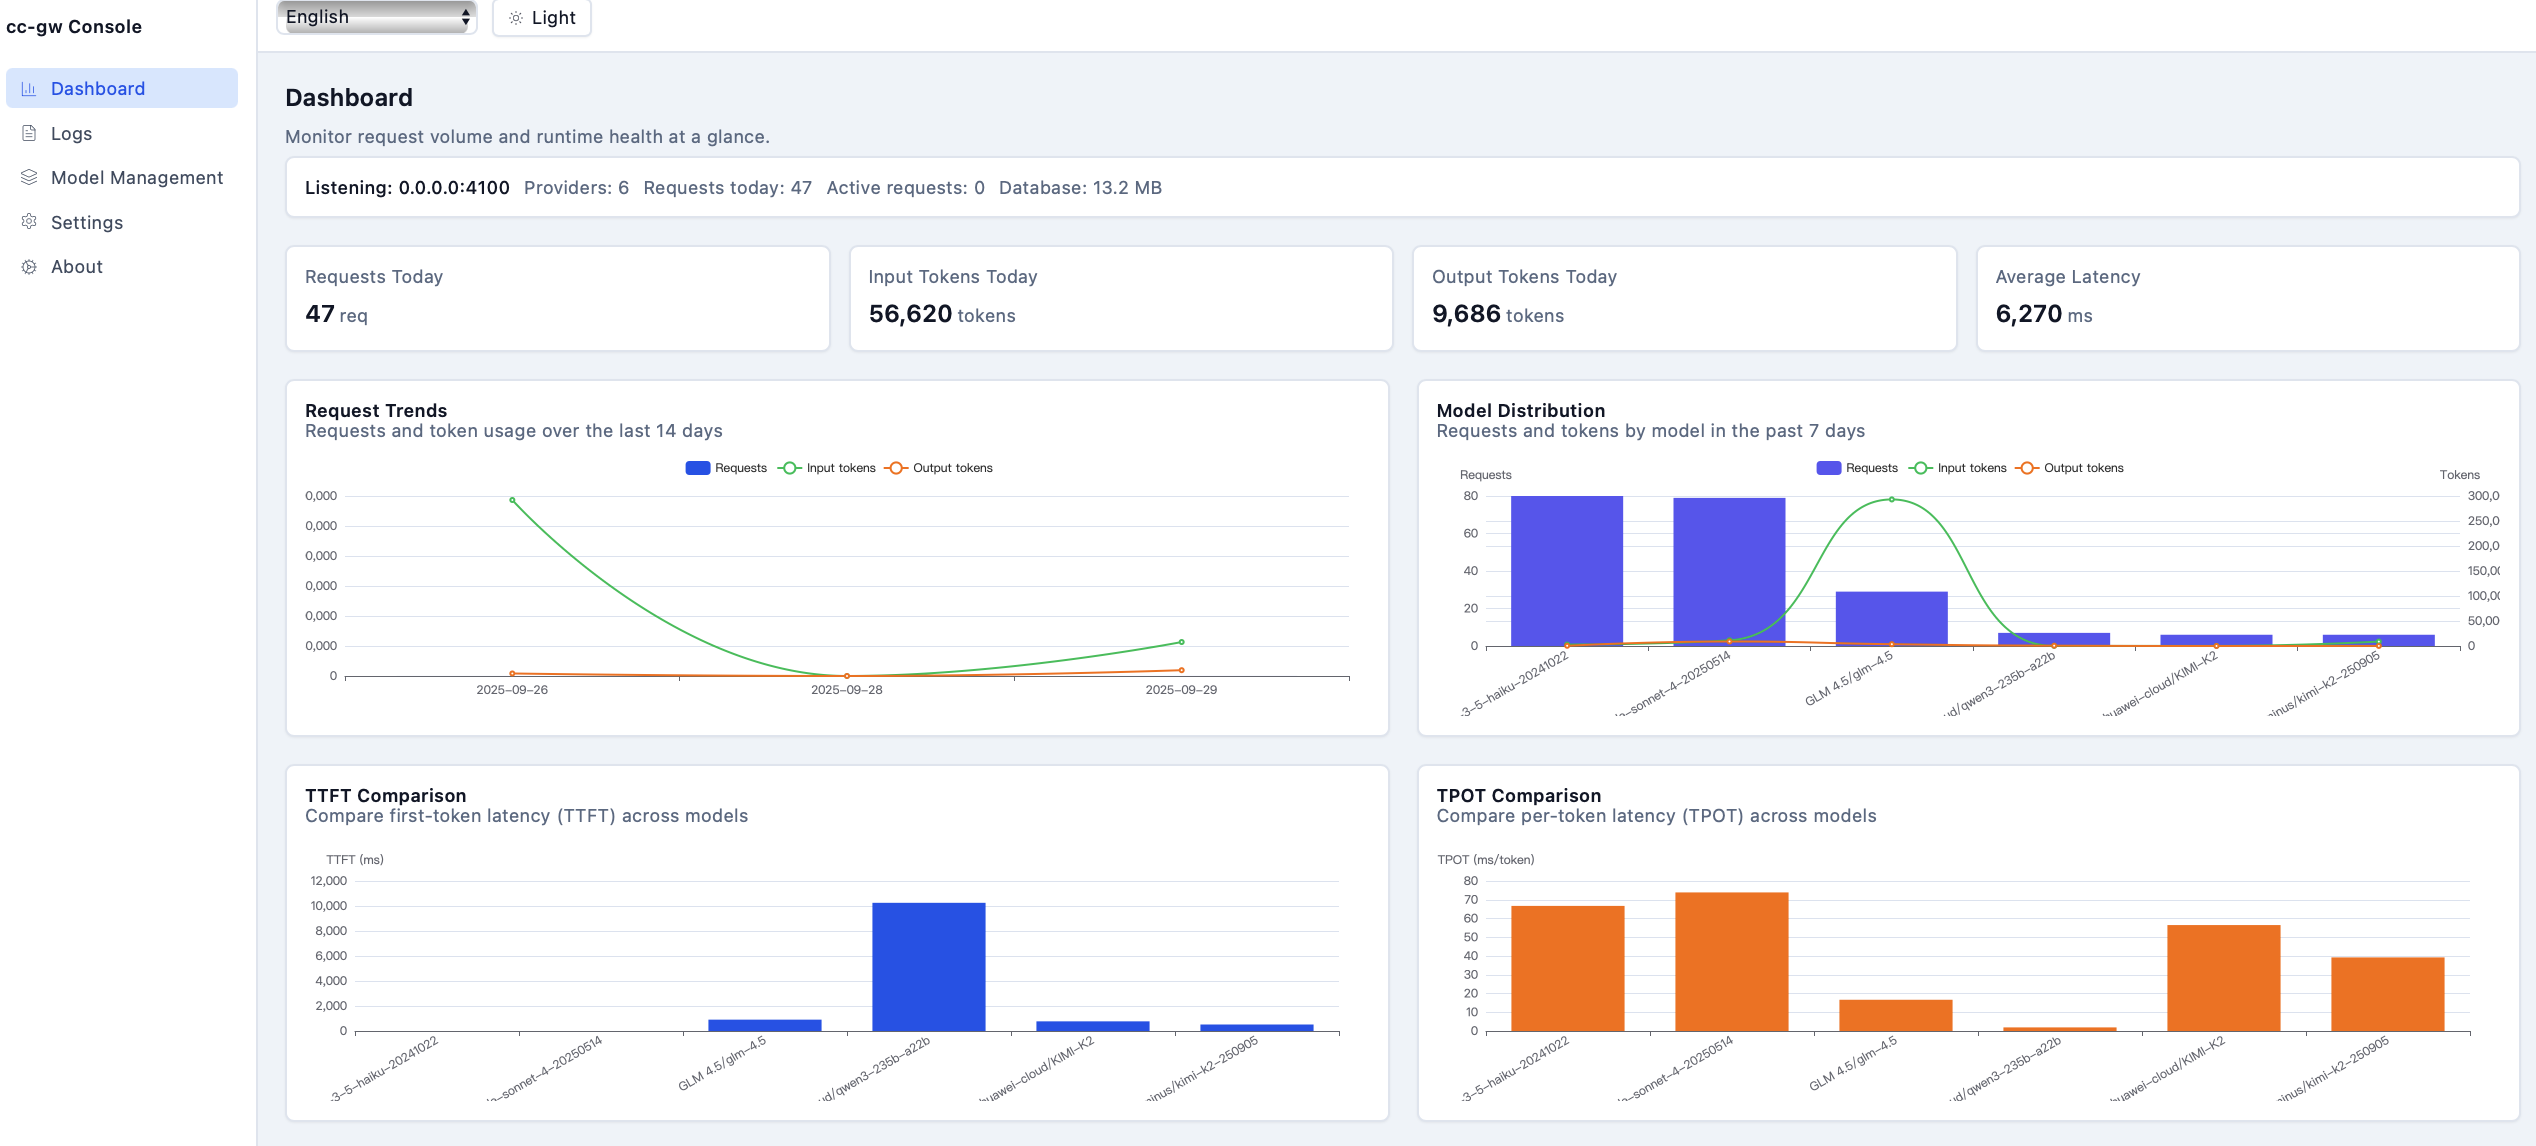 cc-gw Console
Dashboard
Logs
Model Management
Settings
About
English
Light
Dashboard
Monitor request volume and runtime health at a glance.
Listening: 0.0.0.0:4100 Providers: 6 Requests today: 47 Active requests: 0 Database: 13.2 MB
Requests Today
47 req
Input Tokens Today
56,620 tokens
Output Tokens Today
9,686 tokens
Average Latency
6,270 ms
Request Trends
Requests and token usage over the last 14 days
Requests Input tokens Output tokens
0,000
0,000
0,000
0,000
0,000
0,000
0
2025-09-26 2025-09-28 2025-09-29
Model Distribution
Requests and tokens by model in the past 7 days
Requests Input tokens Output tokens
Requests
Tokens
80
60
40
20
0
300,0
250,0
200,0
150,0
100,0
50,00
0
-3-5-haiku-20241022
-sonnet-4-20250514
GLM 4.5/glm-4.5
ud/qwen3-235b-a22b
huawei-cloud/KIMI-K2
minus/kimi-k2-250905
TTFT Comparison
Compare first-token latency (TTFT) across models
TTFT (ms)
12,000
10,000
8,000
6,000
4,000
2,000
0
-3-5-haiku-20241022
-sonnet-4-20250514
GLM 4.5/glm-4.5
ud/qwen3-235b-a22b
huawei-cloud/KIMI-K2
minus/kimi-k2-250905
TPOT Comparison
Compare per-token latency (TPOT) across models
TPOT (ms/token)
80
70
60
50
40
30
20
10
0
-3-5-haiku-20241022
-sonnet-4-20250514
GLM 4.5/glm-4.5
ud/qwen3-235b-a22b
huawei-cloud/KIMI-K2
minus/kimi-k2-250905